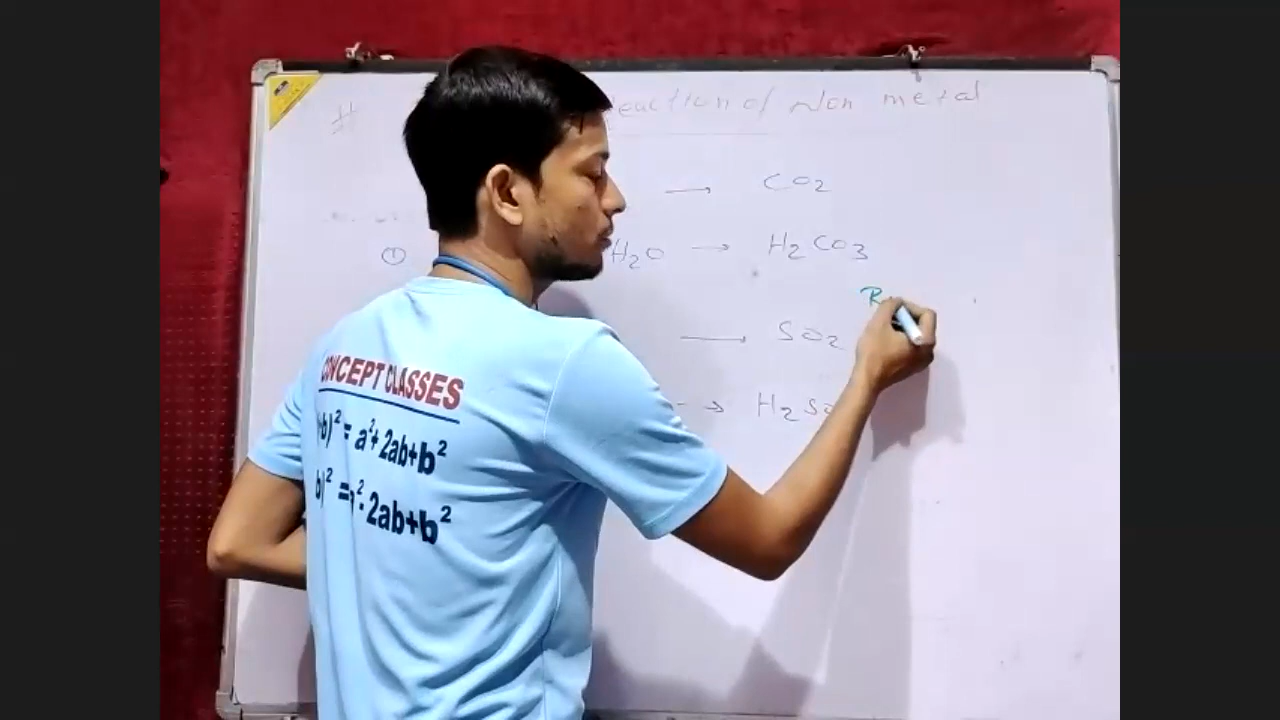 # eaction of Non metal
→ CO2
① H2O → H2CO3
R
→ SO2
→ H2SO
CONCEPT CLASSES
+b)² = a²+ 2ab+b²
b)² = a²- 2ab+b²